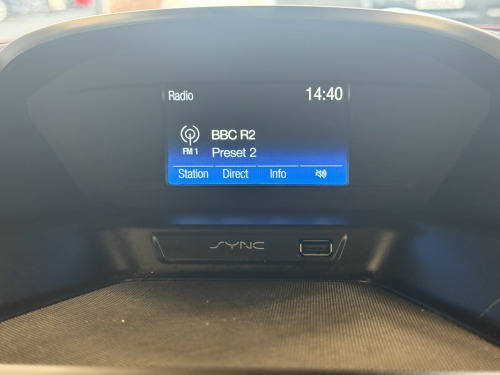 Radio 14:40
BBC R2
FM 1 Preset 2
Station Direct Info
SYNC